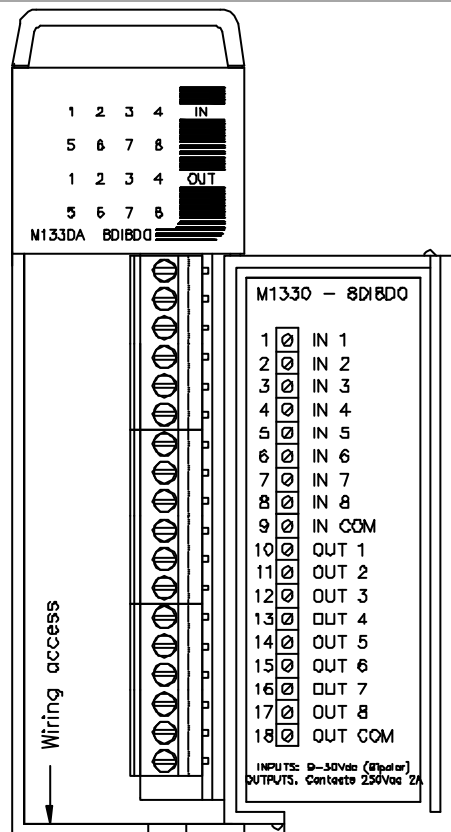 1 2 3 4 IN
5 6 7 8
1 2 3 4 OUT
5 6 7 8
M133DA 8DI8DO
M1330 - 8DI8DO
1 IN 1
2 IN 2
3 IN 3
4 IN 4
5 IN 5
6 IN 6
7 IN 7
8 IN 8
9 IN COM
10 OUT 1
11 OUT 2
12 OUT 3
13 OUT 4
14 OUT 5
15 OUT 6
16 OUT 7
17 OUT 8
18 OUT COM
INPUTS: 9-30Vdc (Bipolar)
OUTPUTS. Contacts 250Vac 2A
Wiring access